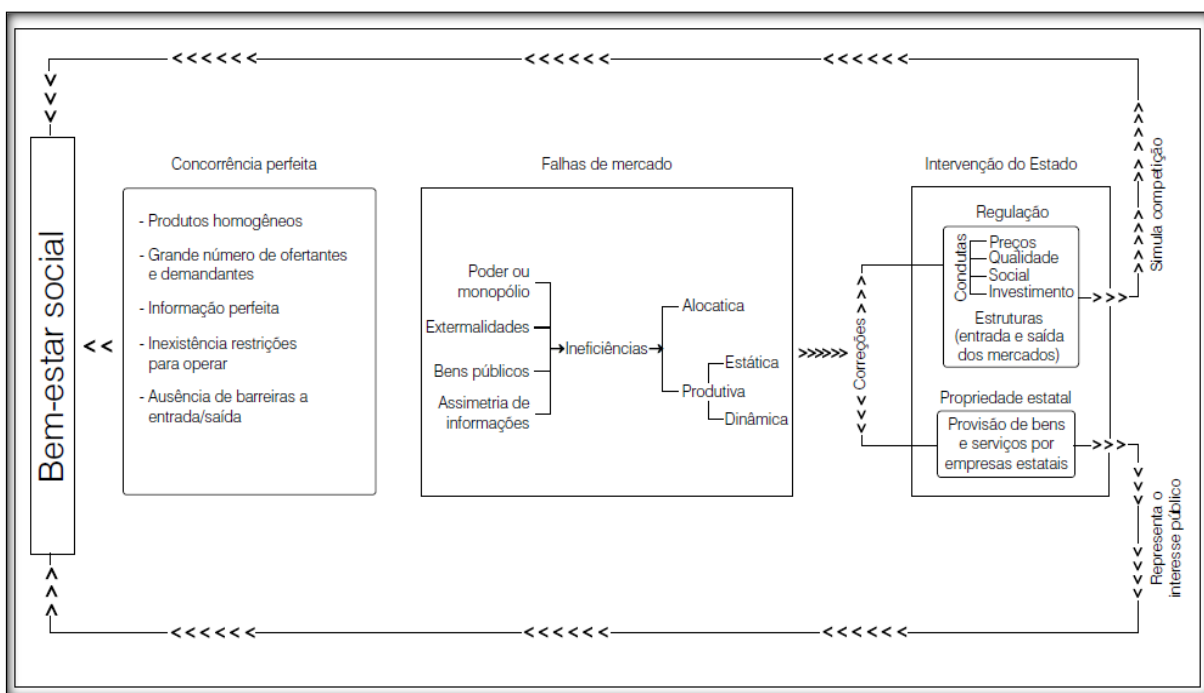 Bem-estar social
Concorrência perfeita
- Produtos homogêneos
- Grande número de ofertantes
e demandantes
- Informação perfeita
- Inexistência restrições
para operar
- Ausência de barreiras a
entrada/saída
Falhas de mercado
Poder ou
monopólio
Extermalidades
Bens públicos
Assimetria de
informações
Ineficiências
Alocatica
Produtiva
Estática
Dinâmica
Correções
Intervenção do Estado
Regulação
Condutas
Preços
Qualidade
Social
Investimento
Estruturas
(entrada e saída
dos mercados)
Propriedade estatal
Provisão de bens
e serviços por
empresas estatais
Simula competição
Representa o
interesse público